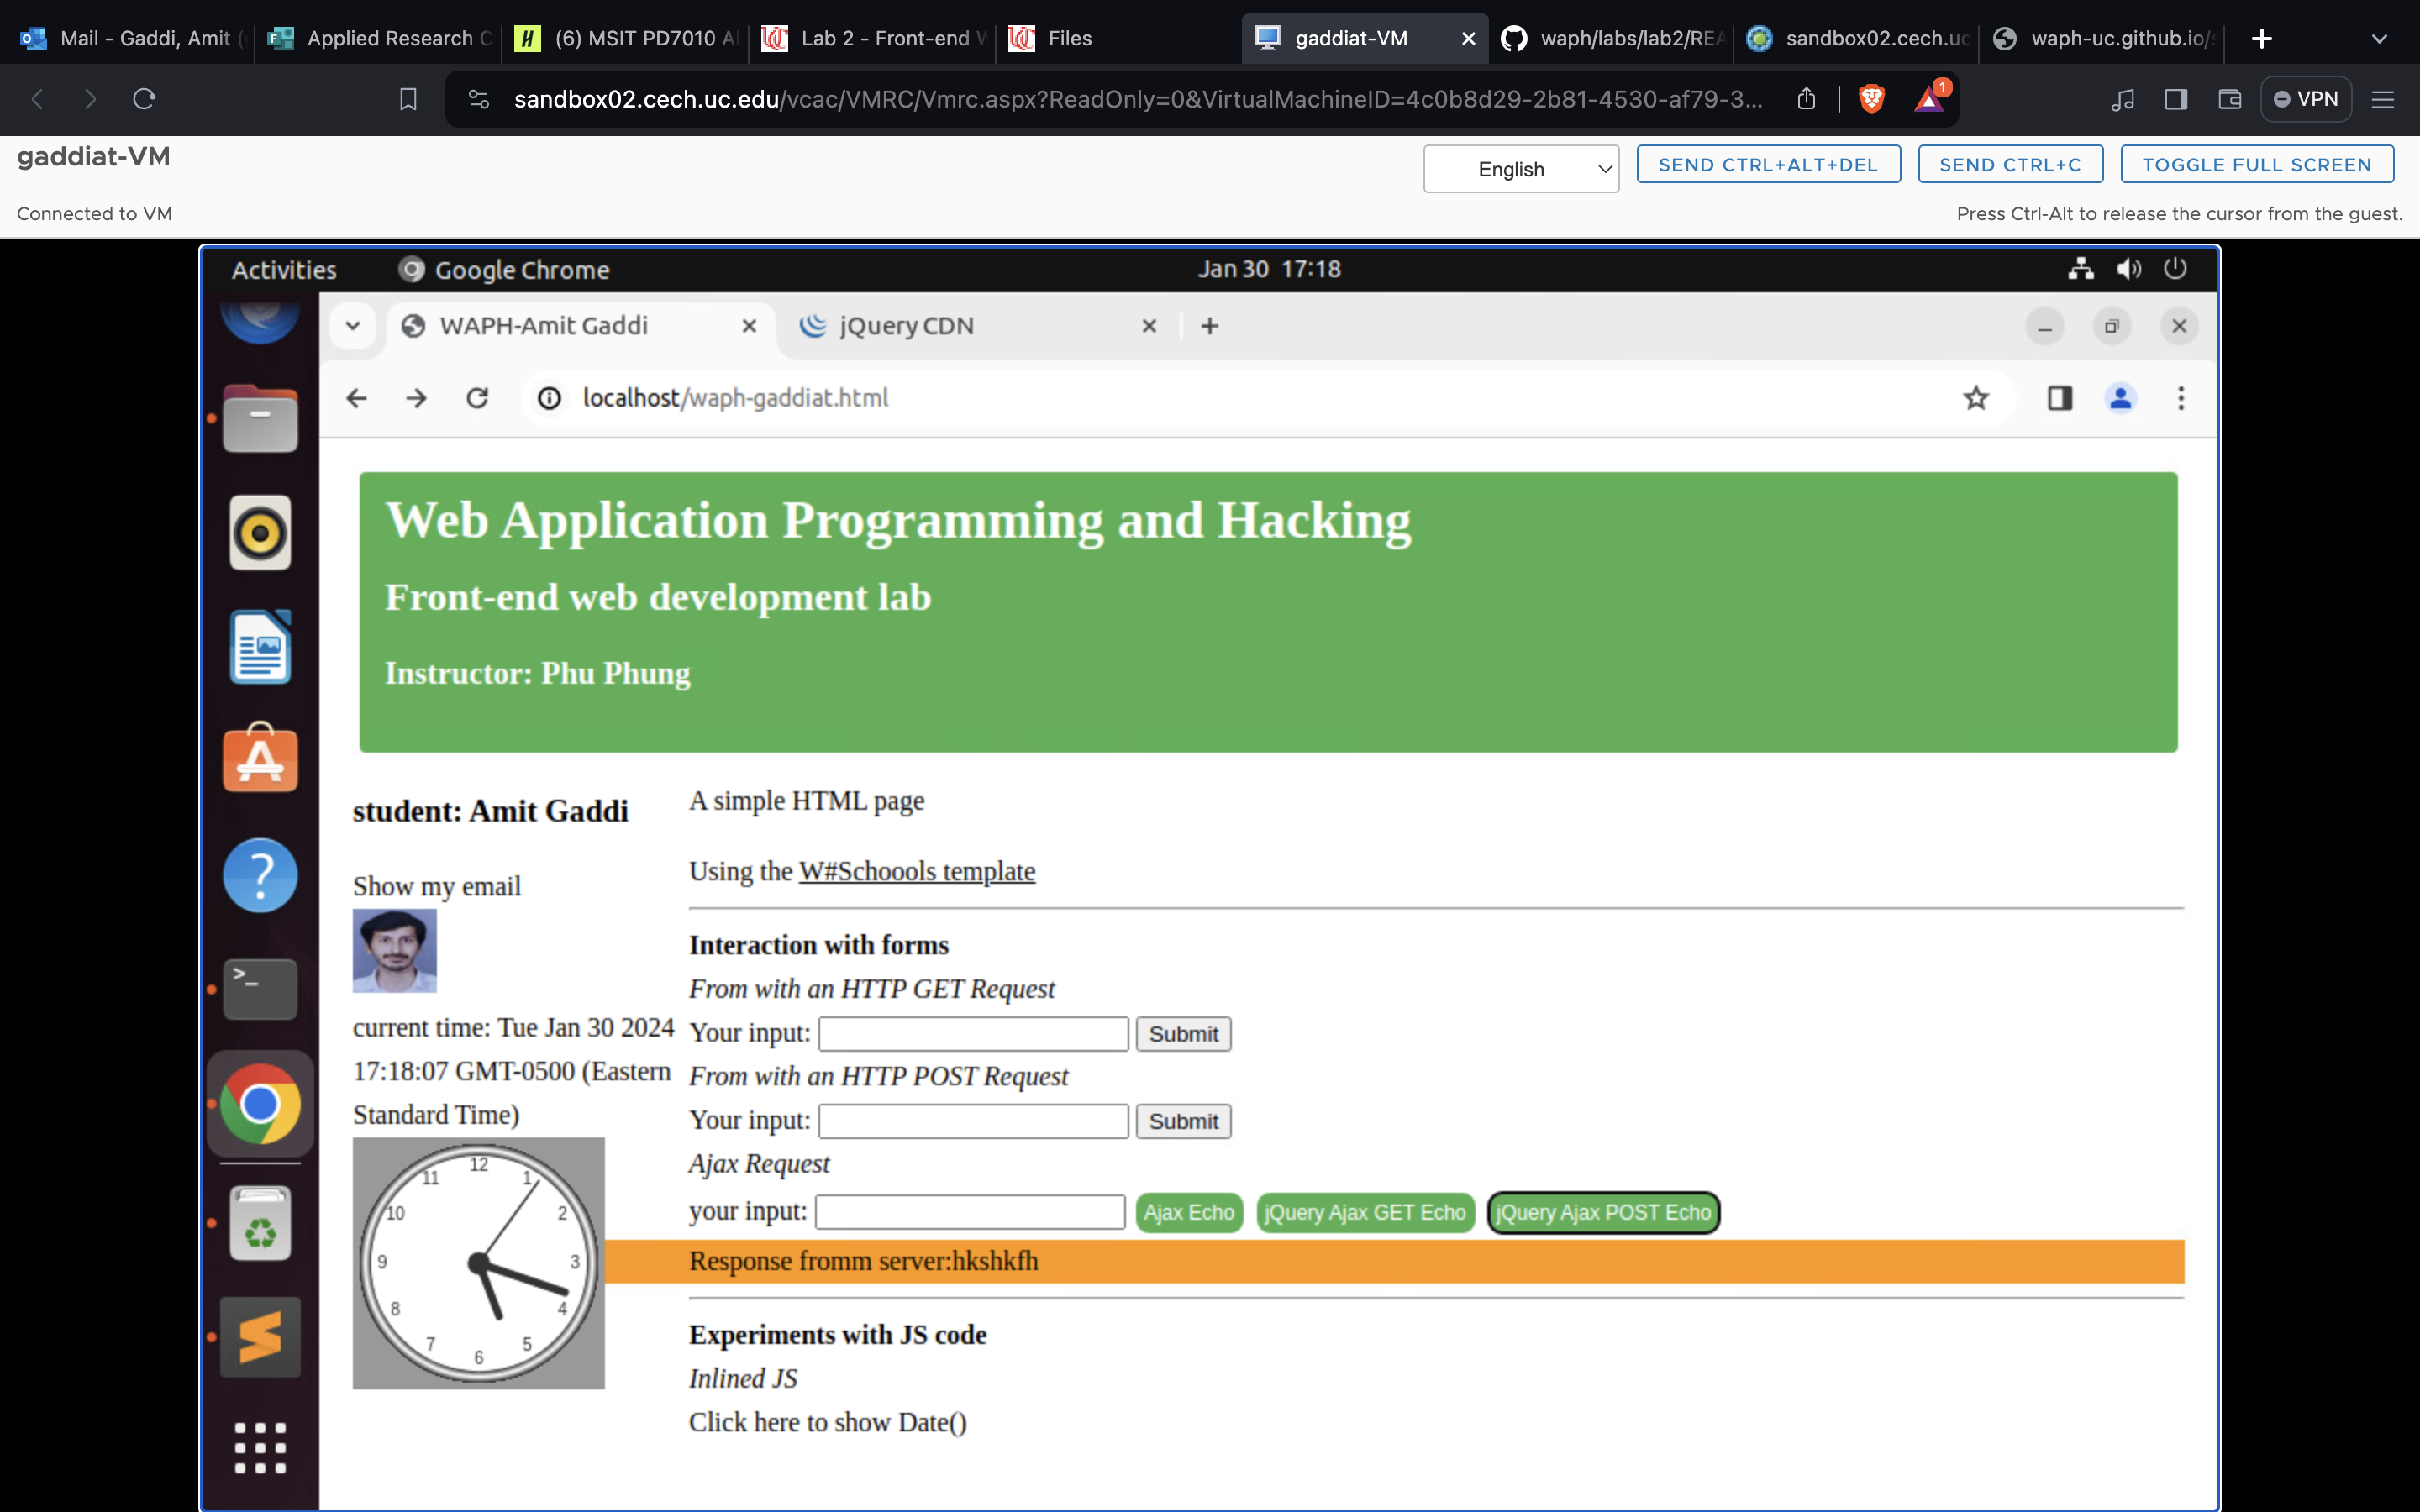 Mail - Gaddi, Amit (
Applied Research C
(6) MSIT PD7010 A
Lab 2 - Front-end W
Files
gaddiat-VM
waph/labs/lab2/REA
sandbox02.cech.uc
waph-uc.github.io/
sandbox02.cech.uc.edu/vcac/VMRC/Vmrc.aspx?ReadOnly=0&VirtualMachineID=4c0b8d29-2b81-4530-af79-3...
1
VPN
gaddiat-VM
English
SEND CTRL+ALT+DEL
SEND CTRL+C
TOGGLE FULL SCREEN
Connected to VM
Press Ctrl-Alt to release the cursor from the guest.
Activities
Google Chrome
Jan 30 17:18
WAPH-Amit Gaddi
jQuery CDN
localhost/waph-gaddiat.html
Web Application Programming and Hacking
Front-end web development lab
Instructor: Phu Phung
student: Amit Gaddi
Show my email
current time: Tue Jan 30 2024
17:18:07 GMT-0500 (Eastern
Standard Time)
12
1
2
3
4
5
6
7
8
9
10
11
A simple HTML page
Using the W#Schoools template
Interaction with forms
From with an HTTP GET Request
Your input: Submit
From with an HTTP POST Request
Your input: Submit
Ajax Request
your input: Ajax Echo jQuery Ajax GET Echo jQuery Ajax POST Echo
Response fromm server:hkshkfh
Experiments with JS code
Inlined JS
Click here to show Date()